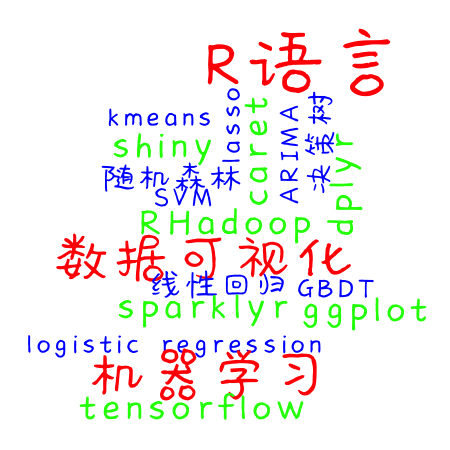 R语言
kmeans
lasso
caret
ARIMA
决策树
shiny
dplyr
随机森林
SVM
RHadoop
数据可视化
线性回归
GBDT
sparklyr
ggplot
logistic regression
机器学习
tensorflow